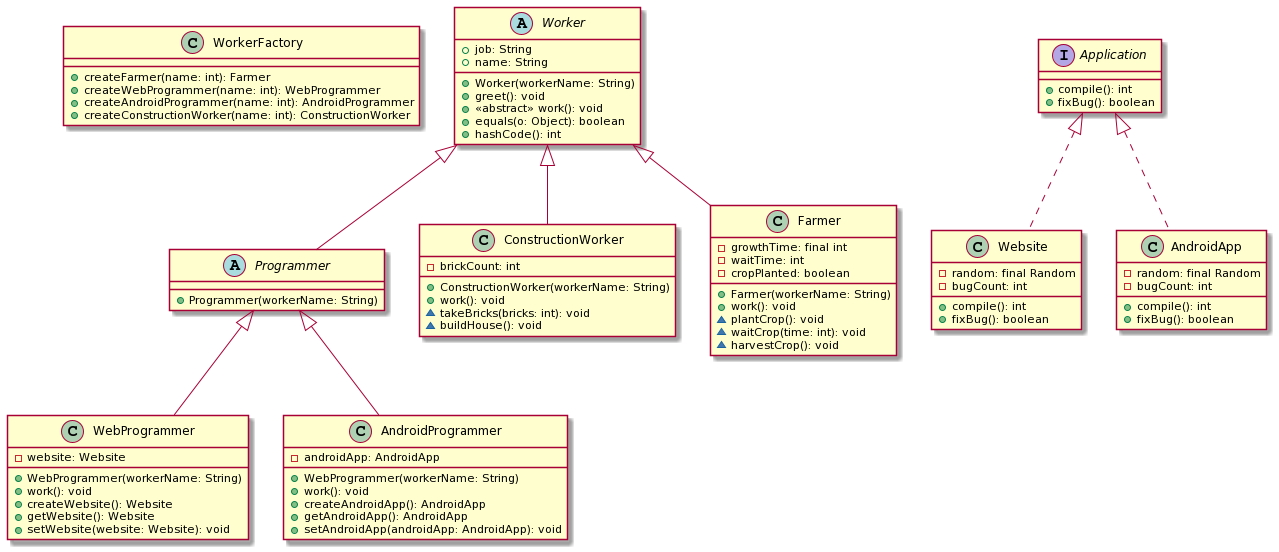 C WorkerFactory
createFarmer(name: int): Farmer
createWebProgrammer(name: int): WebProgrammer
createAndroidProgrammer(name: int): AndroidProgrammer
createConstructionWorker(name: int): ConstructionWorker
A Worker
job: String
name: String
Worker(workerName: String)
greet(): void
«abstract» work(): void
equals(o: Object): boolean
hashCode(): int
I Application
compile(): int
fixBug(): boolean
A Programmer
Programmer(workerName: String)
C ConstructionWorker
brickCount: int
ConstructionWorker(workerName: String)
work(): void
takeBricks(bricks: int): void
buildHouse(): void
C Farmer
growthTime: final int
waitTime: int
cropPlanted: boolean
Farmer(workerName: String)
work(): void
plantCrop(): void
waitCrop(time: int): void
harvestCrop(): void
C Website
random: final Random
bugCount: int
compile(): int
fixBug(): boolean
C AndroidApp
random: final Random
bugCount: int
compile(): int
fixBug(): boolean
C WebProgrammer
website: Website
WebProgrammer(workerName: String)
work(): void
createWebsite(): Website
getWebsite(): Website
setWebsite(website: Website): void
C AndroidProgrammer
androidApp: AndroidApp
WebProgrammer(workerName: String)
work(): void
createAndroidApp(): AndroidApp
getAndroidApp(): AndroidApp
setAndroidApp(androidApp: AndroidApp): void